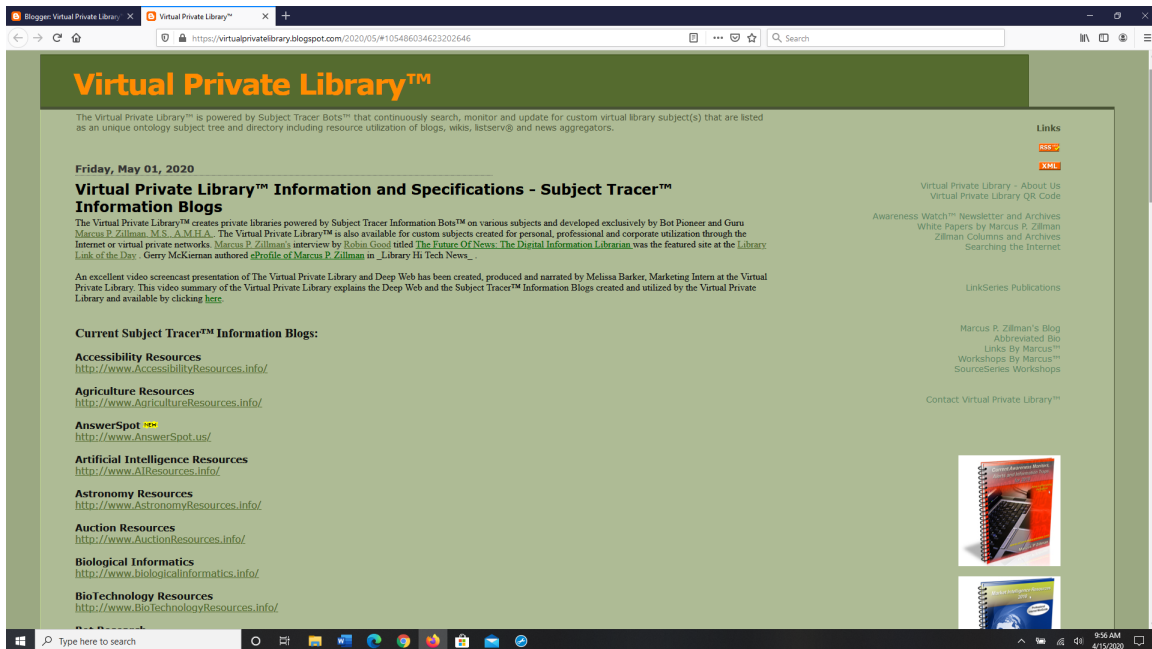 Blogger: Virtual Private Library
Virtual Private Library™
https://virtualprivatelibrary.blogspot.com/2020/05/#105486034623202646
Search
Virtual Private Library™
The Virtual Private Library™ is powered by Subject Tracer Bots™ that continuously search, monitor and update for custom virtual library subject(s) that are listed
as an unique ontology subject tree and directory including resource utilization of blogs, wikis, listserv® and news aggregators.
Friday, May 01, 2020
Virtual Private Library™ Information and Specifications - Subject Tracer™
Information Blogs
The Virtual Private Library™ creates private libraries powered by Subject Tracer Information Bots™ on various subjects and developed exclusively by Bot Pioneer and Guru
Marcus P. Zillman, M.S., A.M.H.A.. The Virtual Private Library™ is also available for custom subjects created for personal, professional and corporate utilization through the
Internet or virtual private networks. Marcus P. Zillman's interview by Robin Good titled The Future Of News: The Digital Information Librarian was the featured site at the Library
Link of the Day . Gerry McKiernan authored eProfile of Marcus P. Zillman in _Library Hi Tech News_ .
An excellent video screencast presentation of The Virtual Private Library and Deep Web has been created, produced and narrated by Melissa Barker, Marketing Intern at the Virtual
Private Library. This video summary of the Virtual Private Library explains the Deep Web and the Subject Tracer™ Information Blogs created and utilized by the Virtual Private
Library and available by clicking here.
Current Subject Tracer™ Information Blogs:
Accessibility Resources
http://www.AccessibilityResources.info/
Agriculture Resources
http://www.AgricultureResources.info/
AnswerSpot NEW
http://www.AnswerSpot.us/
Artificial Intelligence Resources
http://www.AIResources.info/
Astronomy Resources
http://www.AstronomyResources.info/
Auction Resources
http://www.AuctionResources.info/
Biological Informatics
http://www.biologicalinformatics.info/
BioTechnology Resources
http://www.BioTechnologyResources.info/
Bot Research
Links
RSS
XML
Virtual Private Library - About Us
Virtual Private Library QR Code
Awareness Watch™ Newsletter and Archives
White Papers by Marcus P. Zillman
Zillman Columns and Archives
Searching the Internet
LinkSeries Publications
Marcus P. Zillman's Blog
Abbreviated Bio
Links By Marcus™
Workshops By Marcus™
SourceSeries Workshops
Contact Virtual Private Library™
Type here to search
9:56 AM
4/15/2020